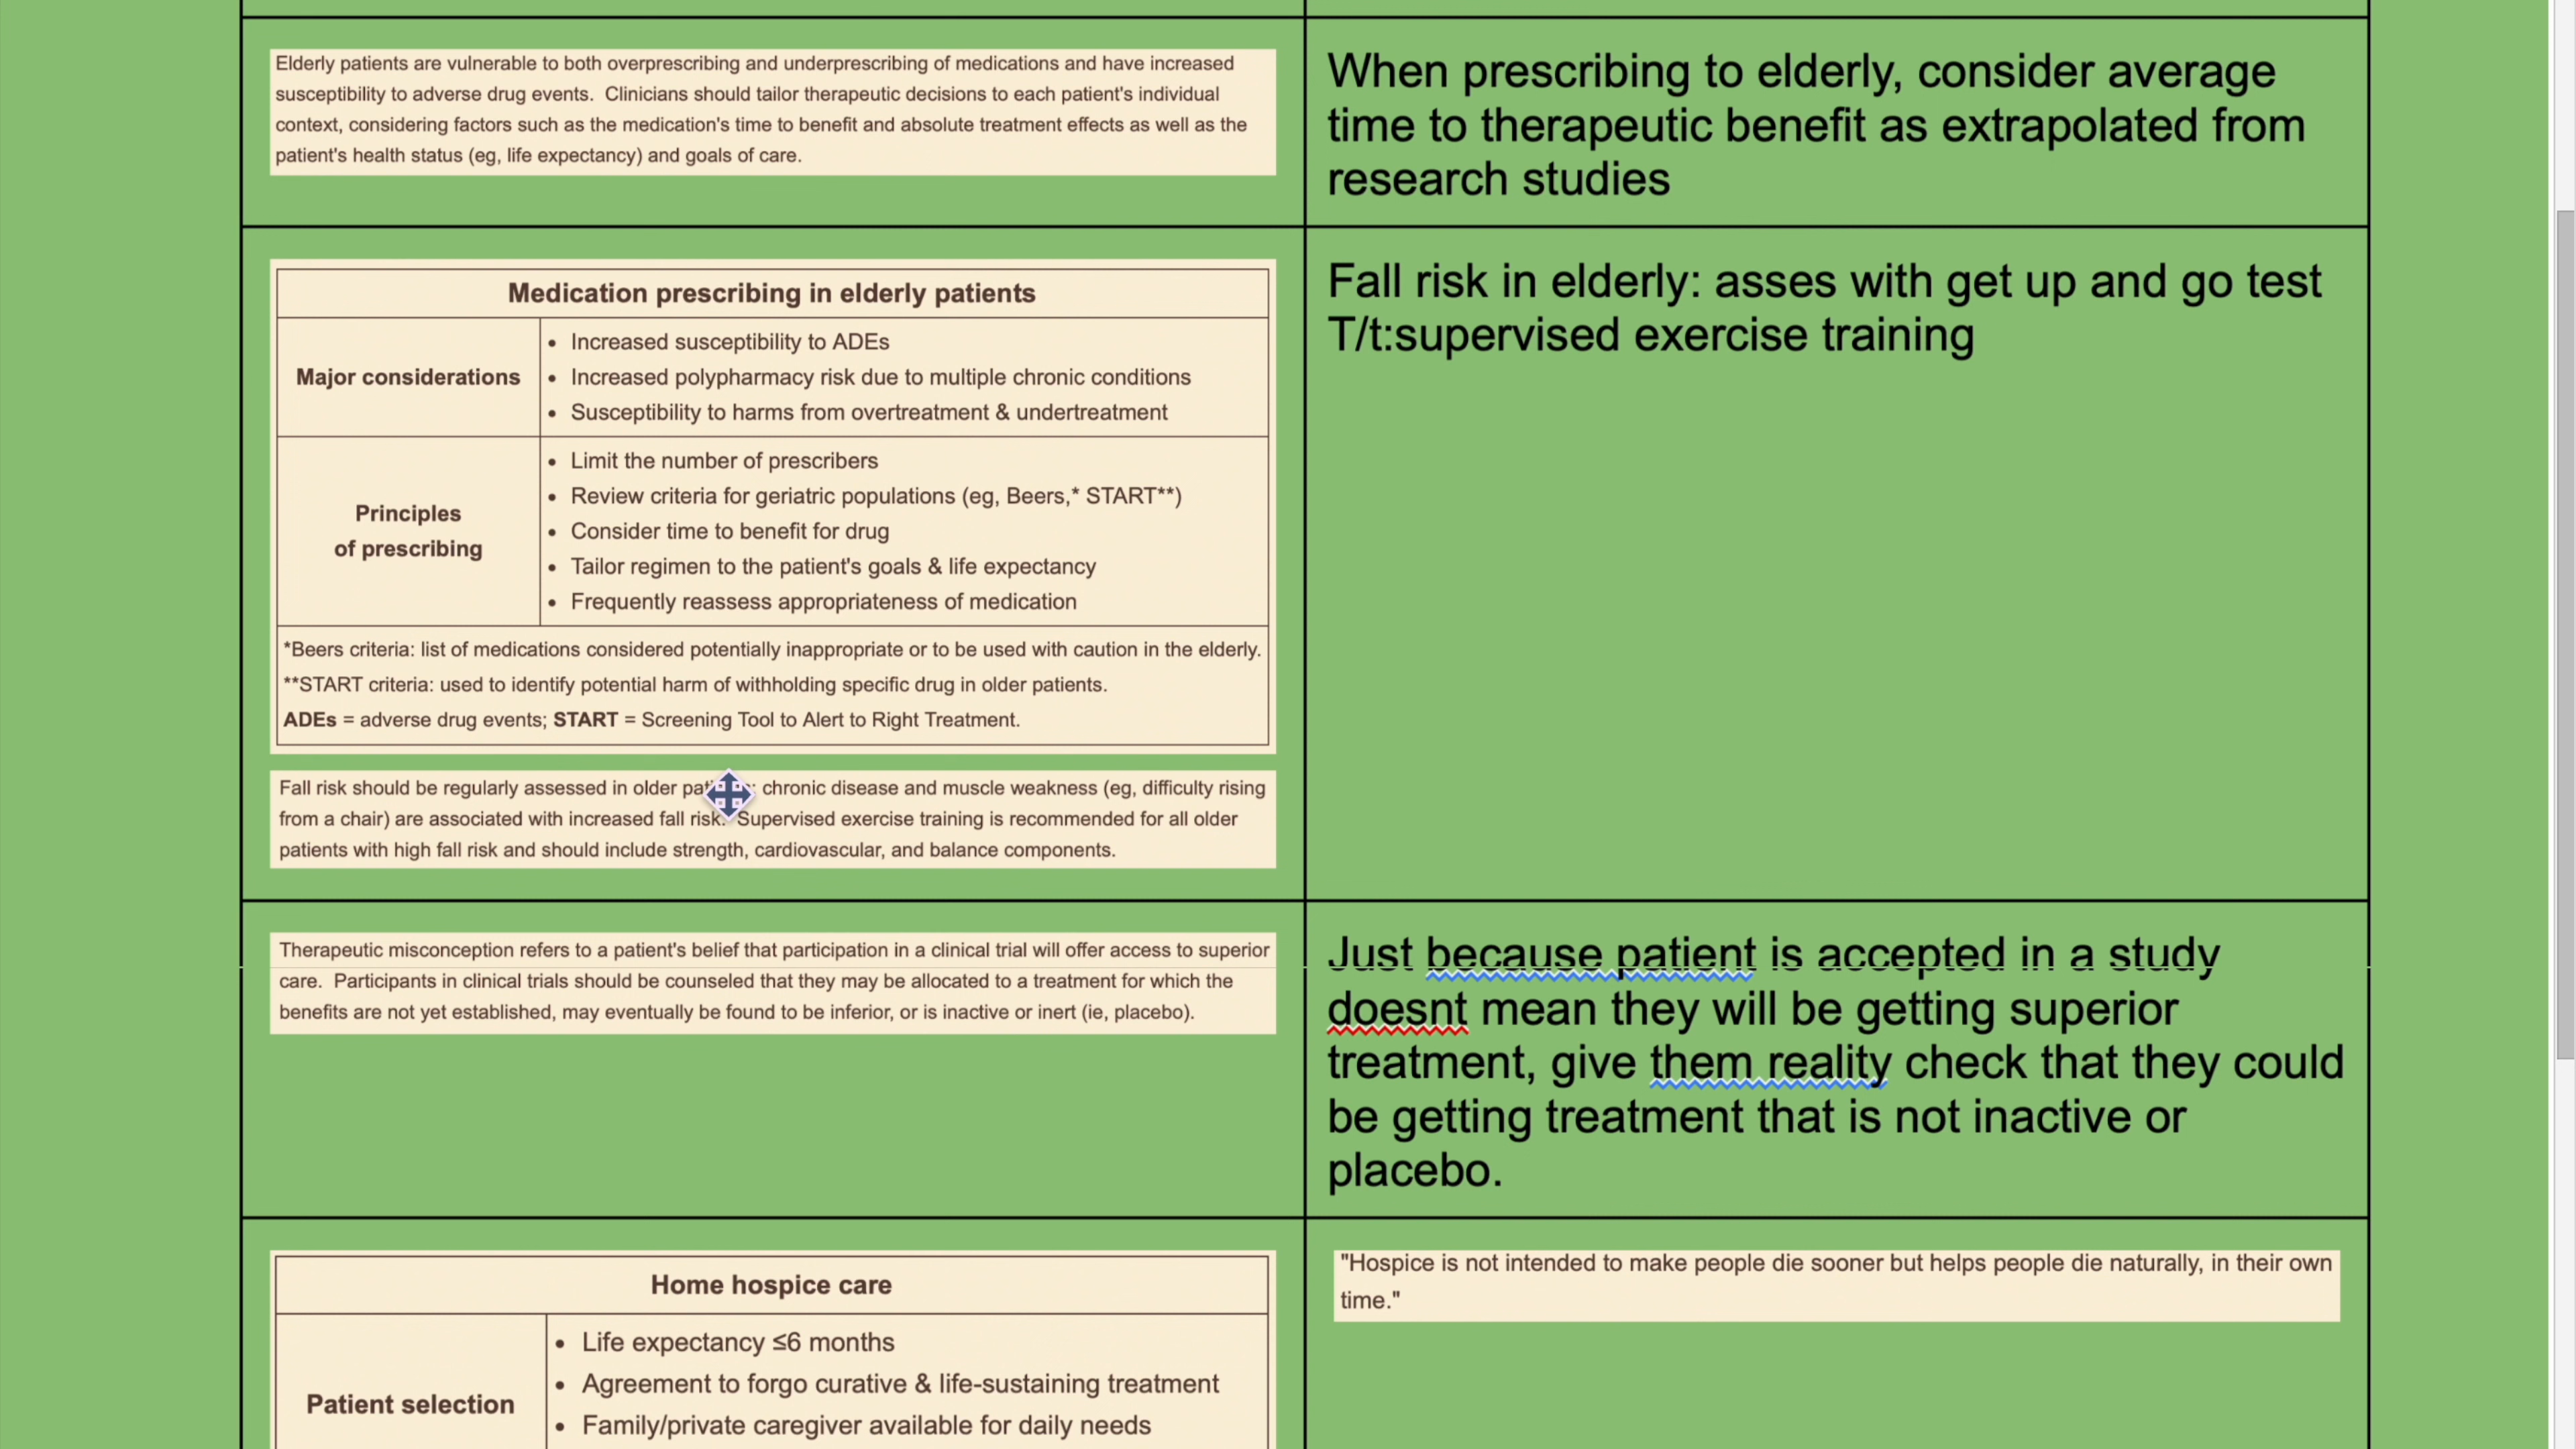 Elderly patients are vulnerable to both overprescribing and underprescribing of medications and have increased
susceptibility to adverse drug events. Clinicians should tailor therapeutic decisions to each patient's individual
context, considering factors such as the medication's time to benefit and absolute treatment effects as well as the
patient's health status (eg, life expectancy) and goals of care.
When prescribing to elderly, consider average
time to therapeutic benefit as extrapolated from
research studies
Medication prescribing in elderly patients
Major considerations
• Increased susceptibility to ADEs
• Increased polypharmacy risk due to multiple chronic conditions
• Susceptibility to harms from overtreatment & undertreatment
Principles
of prescribing
• Limit the number of prescribers
• Review criteria for geriatric populations (eg, Beers,* START**)
• Consider time to benefit for drug
• Tailor regimen to the patient's goals & life expectancy
• Frequently reassess appropriateness of medication
*Beers criteria: list of medications considered potentially inappropriate or to be used with caution in the elderly.
**START criteria: used to identify potential harm of withholding specific drug in older patients.
ADEs = adverse drug events; START = Screening Tool to Alert to Right Treatment.
Fall risk should be regularly assessed in older chronic disease and muscle weakness (eg, difficulty rising
from a chair) are associated with increased fall risk. Supervised exercise training is recommended for all older
patients with high fall risk and should include strength, cardiovascular, and balance components.
Fall risk in elderly: asses with get up and go test
T/t:supervised exercise training
Therapeutic misconception refers to a patient's belief that participation in a clinical trial will offer access to superior
care. Participants in clinical trials should be counseled that they may be allocated to a treatment for which the
benefits are not yet established, may eventually be found to be inferior, or is inactive or inert (ie, placebo).
Just because patient is accepted in a study
doesnt mean they will be getting superior
treatment, give them reality check that they could
be getting treatment that is not inactive or
placebo.
Home hospice care
Patient selection
• Life expectancy ≤6 months
• Agreement to forgo curative & life-sustaining treatment
• Family/private caregiver available for daily needs
"Hospice is not intended to make people die sooner but helps people die naturally, in their own
time."